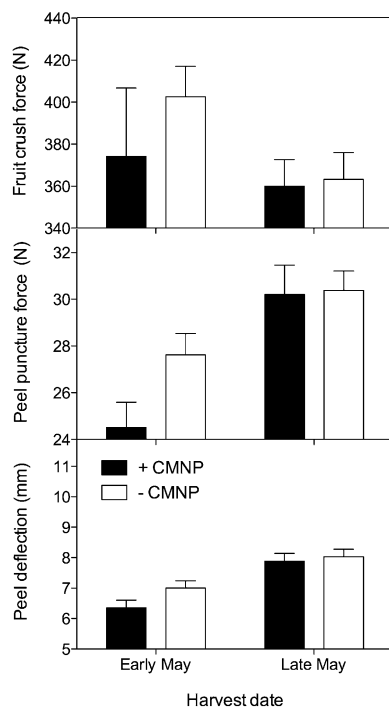 Fruit crush force (N)
440
420
400
380
360
340
Peel puncture force (N)
32
30
28
26
24
Peel deflection (mm)
11
10
9
8
7
6
5
+ CMNP
- CMNP
Early May
Late May
Harvest date